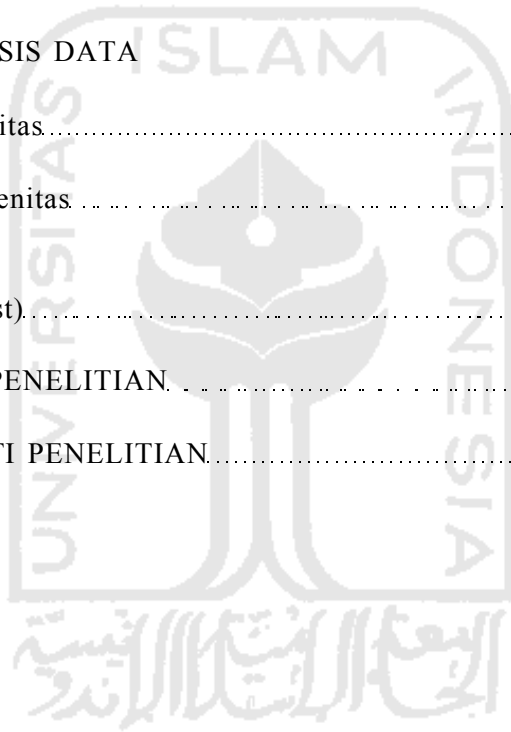 ISLAM
SIS DATA
itas..............................................................
enitas..............................................................
st)..............................................................
PENELITIAN..............................................................
TI PENELITIAN..............................................................
UNIVERSITAS
INDONESIA